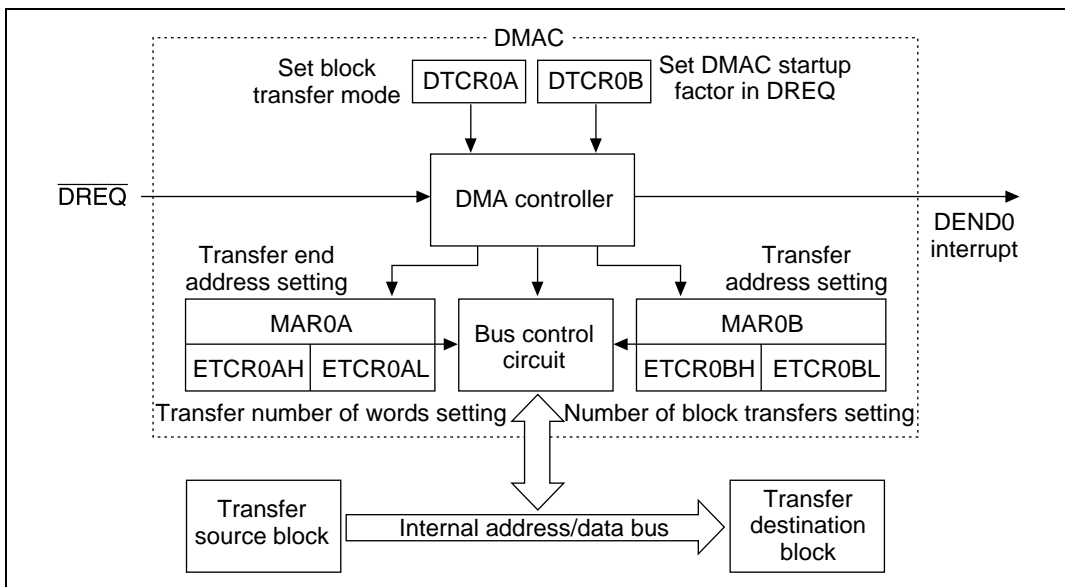 DMAC
Set block
transfer mode
DTCR0A
DTCR0B
Set DMAC startup
factor in DREQ
DREQ
DMA controller
DEND0
interrupt
Transfer end
address setting
Transfer
address setting
MAR0A
ETCR0AH
ETCR0AL
Bus control
circuit
MAR0B
ETCR0BH
ETCR0BL
Transfer number of words setting
Number of block transfers setting
Transfer
source block
Internal address/data bus
Transfer
destination
block